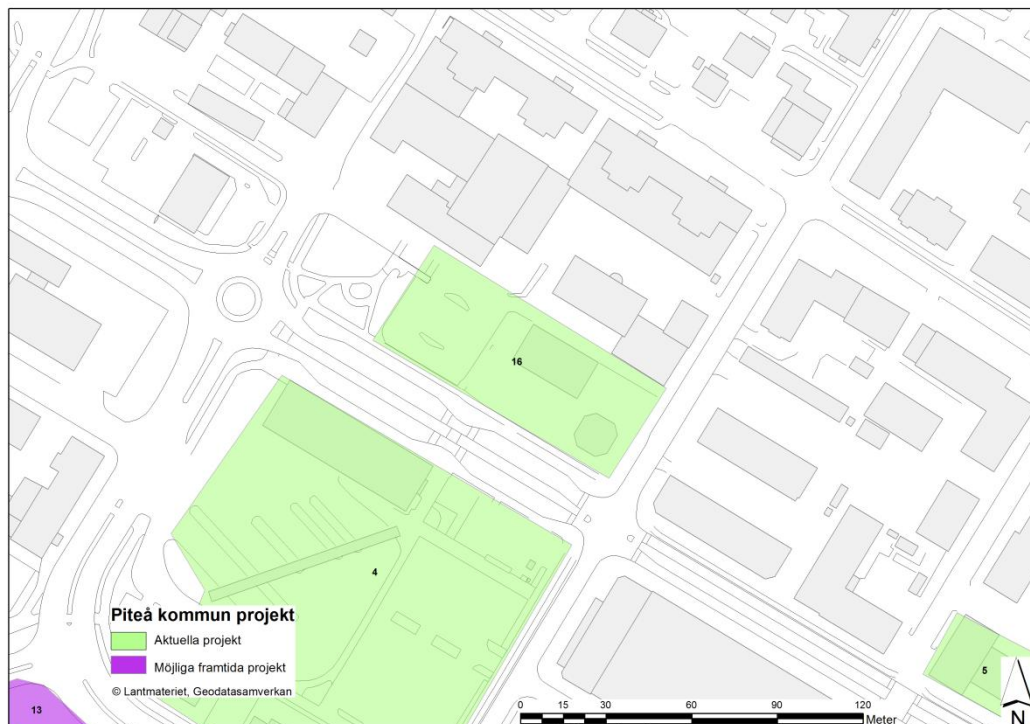 16
4
5
13
Piteå kommun projekt
Aktuella projekt
Möjliga framtida projekt
© Lantmateriet, Geodatasamverkan
0 15 30 60 90 120
Meter
N